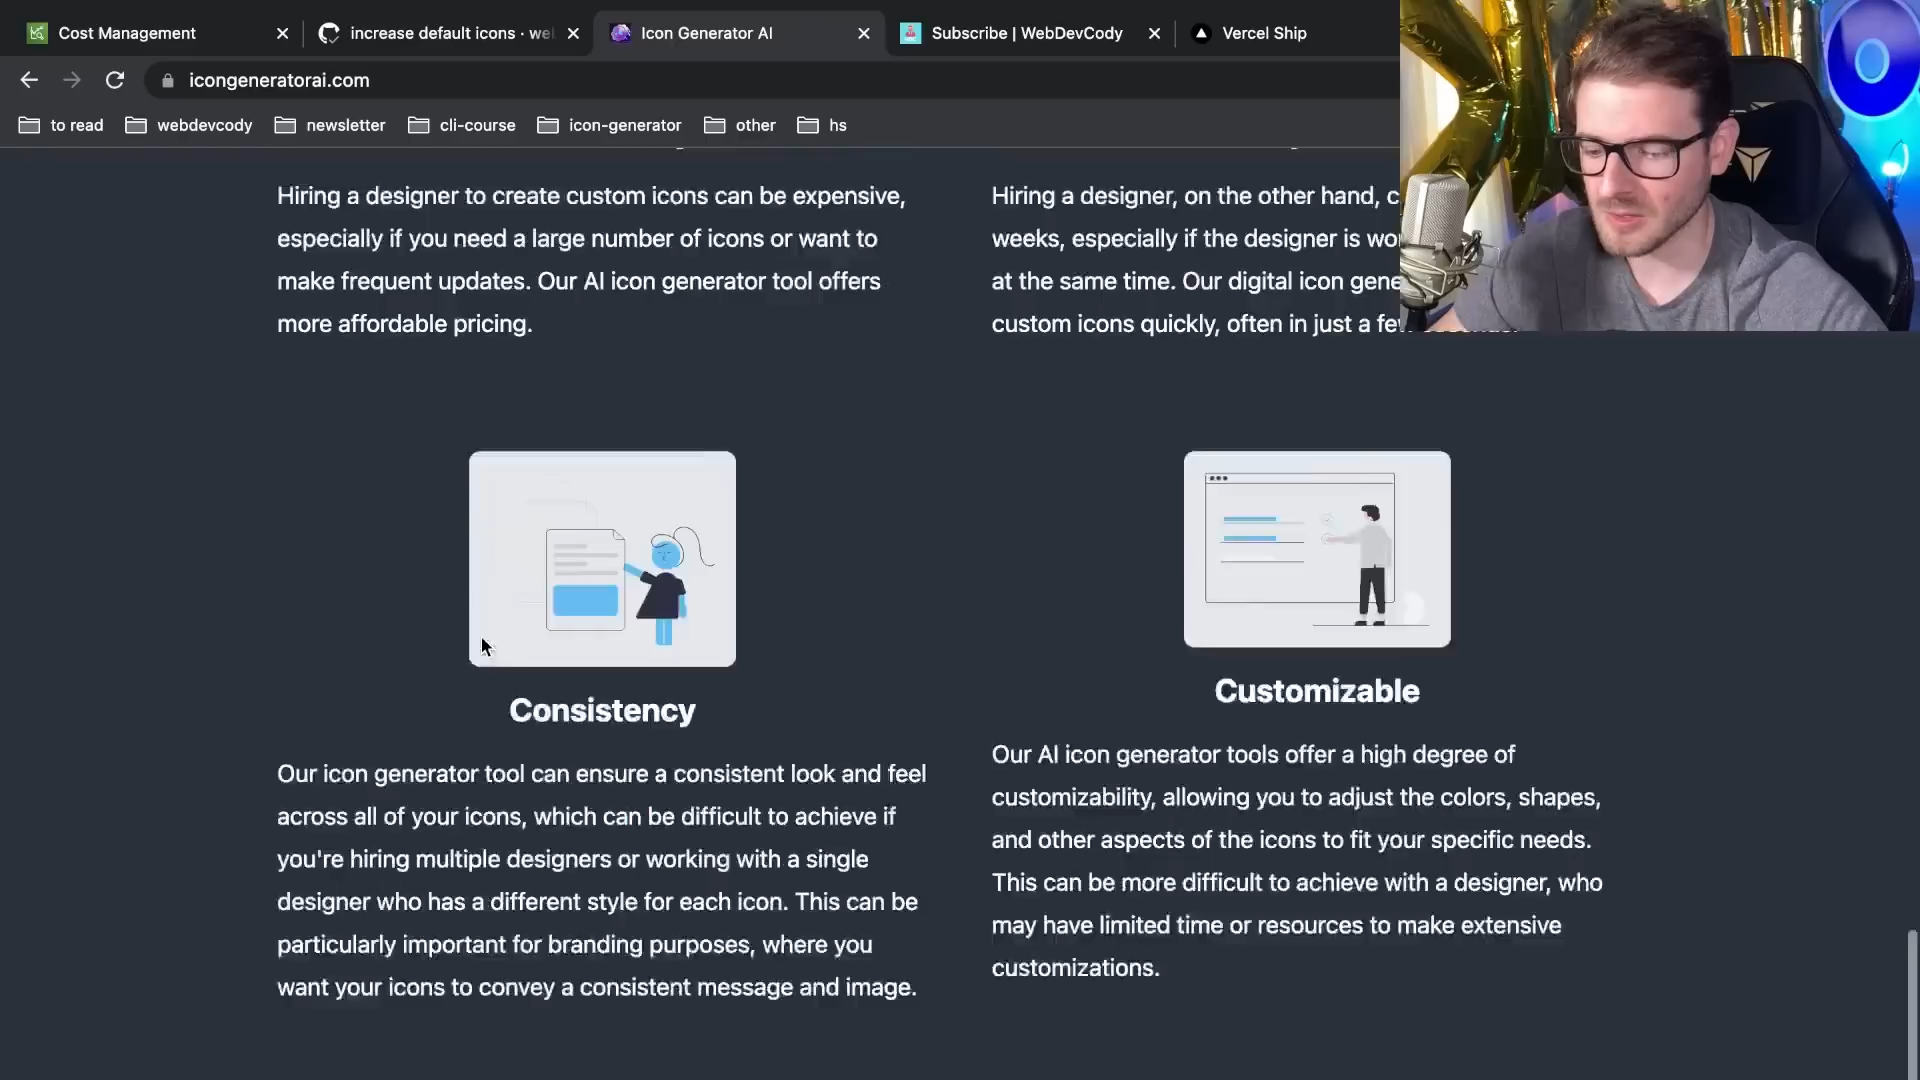 Cost Management
increase default icons · we
Icon Generator AI
Subscribe | WebDevCody
Vercel Ship
icongeneratorai.com
to read
webdevcody
newsletter
cli-course
icon-generator
other
hs
Hiring a designer to create custom icons can be expensive,
especially if you need a large number of icons or want to
make frequent updates. Our AI icon generator tool offers
more affordable pricing.
Hiring a designer, on the other hand, c
weeks, especially if the designer is wo
at the same time. Our digital icon gene
custom icons quickly, often in just a few
Consistency
Our icon generator tool can ensure a consistent look and feel
across all of your icons, which can be difficult to achieve if
you're hiring multiple designers or working with a single
designer who has a different style for each icon. This can be
particularly important for branding purposes, where you
want your icons to convey a consistent message and image.
Customizable
Our AI icon generator tools offer a high degree of
customizability, allowing you to adjust the colors, shapes,
and other aspects of the icons to fit your specific needs.
This can be more difficult to achieve with a designer, who
may have limited time or resources to make extensive
customizations.